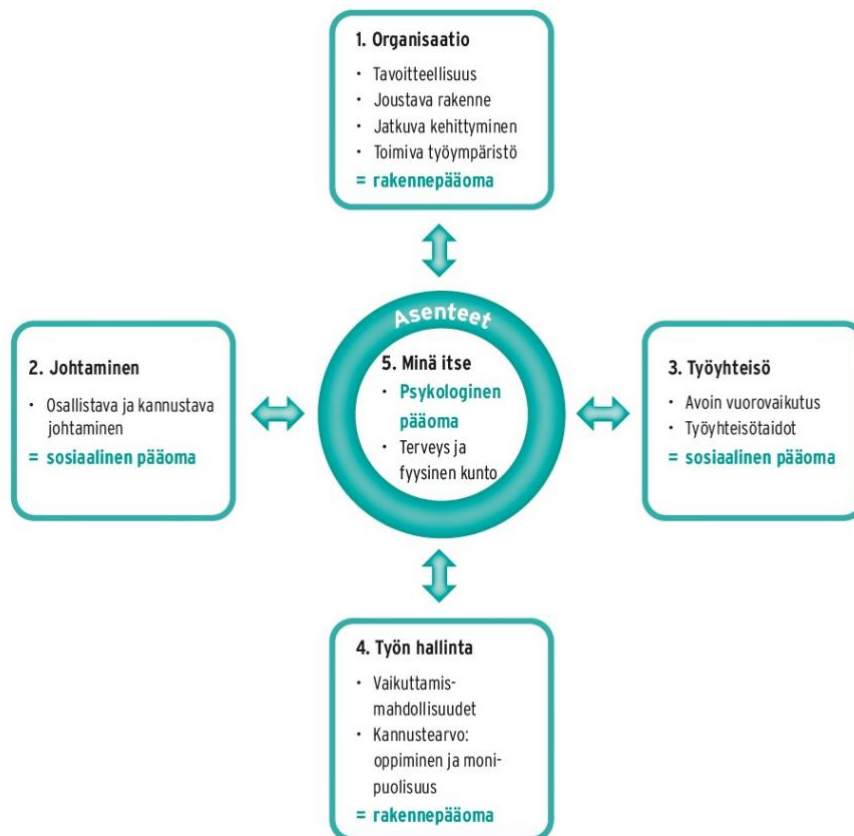 1. Organisaatio
• Tavoitteellisuus
• Joustava rakenne
• Jatkuva kehittyminen
• Toimiva työympäristö
= rakennepääoma
Asenteet
2. Johtaminen
• Osallistava ja kannustava
johtaminen
= sosiaalinen pääoma
5. Minä itse
• Psykologinen
pääoma
• Terveys ja
fyysinen kunto
3. Työyhteisö
• Avoin vuorovaikutus
• Työyhteisötaidot
= sosiaalinen pääoma
4. Työn hallinta
• Vaikuttamis-
mahdollisuudet
• Kannustearvo:
oppiminen ja moni-
puolisuus
= rakennepääoma